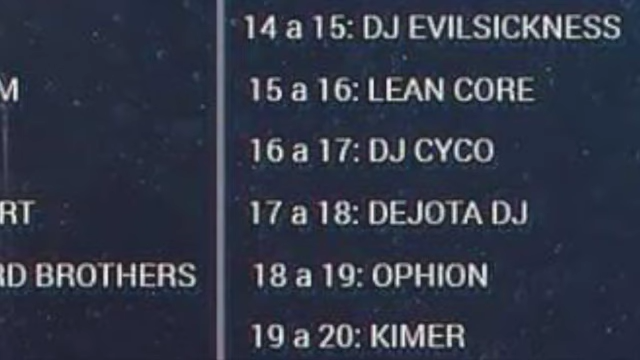 M
RT
RD BROTHERS
14 a 15: DJ EVILSICKNESS
15 a 16: LEAN CORE
16 a 17: DJ CYCO
17 a 18: DEJOTA DJ
18 a 19: OPHION
19 a 20: KIMER